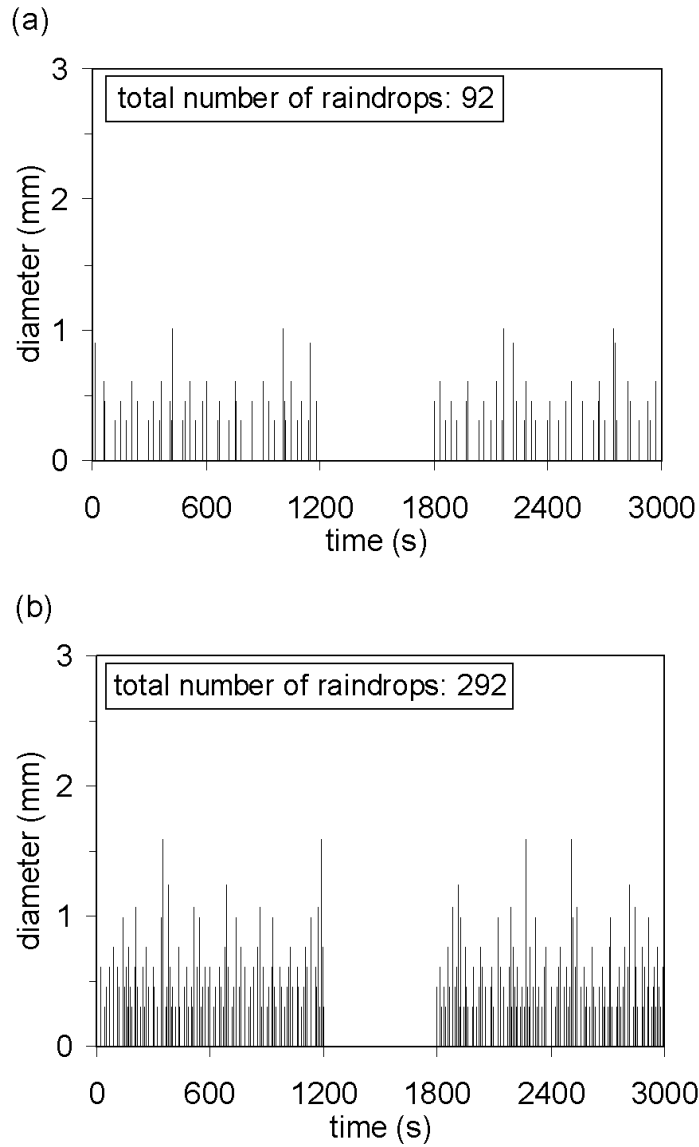 (a)
3
total number of raindrops: 92
2
diameter (mm)
1
0
0 600 1200 1800 2400 3000
time (s)
(b)
3
total number of raindrops: 292
2
diameter (mm)
1
0
0 600 1200 1800 2400 3000
time (s)